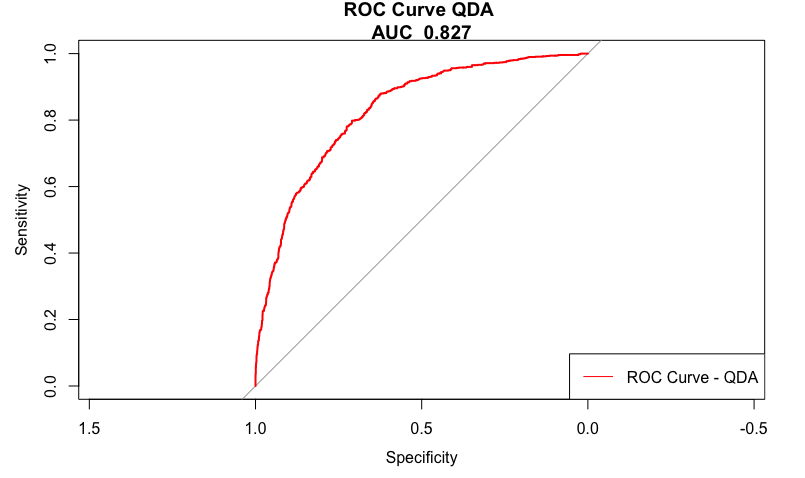 ROC Curve QDA
AUC 0.827
Sensitivity
1.0
0.8
0.6
0.4
0.2
0.0
ROC Curve - QDA
1.5 1.0 0.5 0.0 -0.5
Specificity